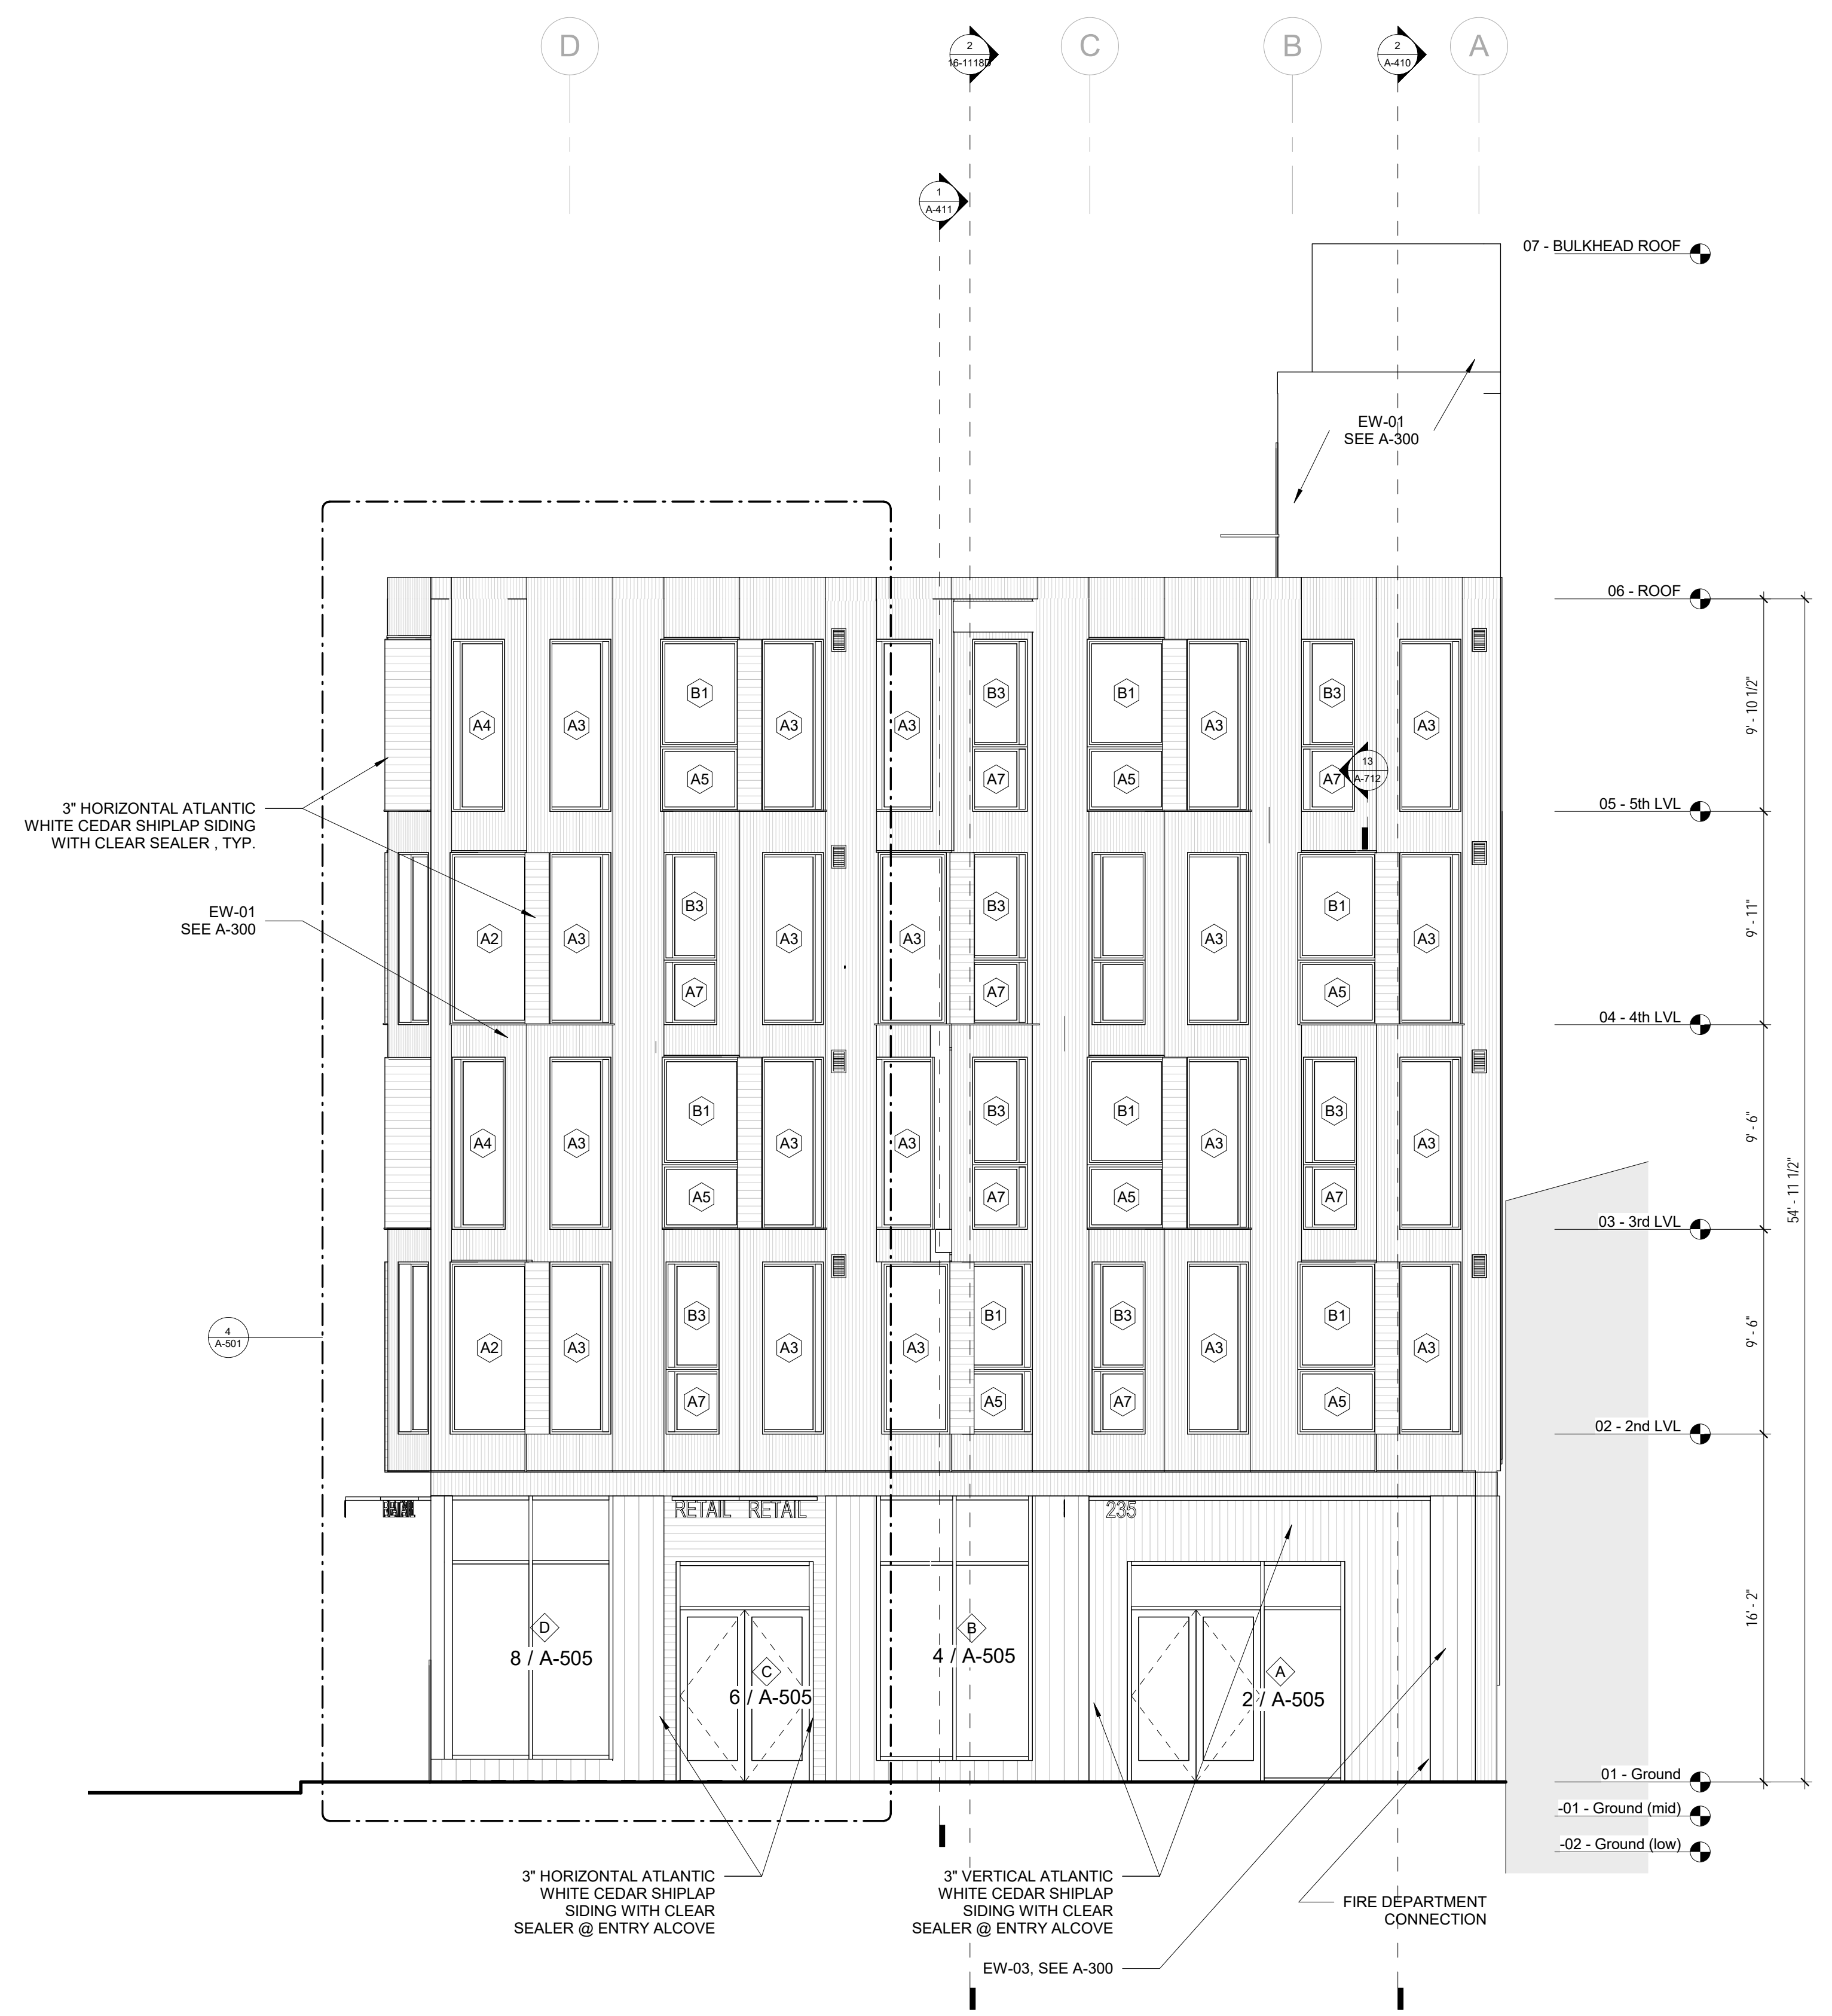 D
2
16-1118D
C
B
2
A-410
A
1
A-411
07 - BULKHEAD ROOF
EW-01
SEE A-300
06 - ROOF
9' - 10 1/2"
B1
B3
B1
B3
A4
A3
A3
A3
A3
A3
A5
A7
A5
A7
13
A-712
3" HORIZONTAL ATLANTIC
WHITE CEDAR SHIPLAP SIDING
WITH CLEAR SEALER , TYP.
05 - 5th LVL
9' - 11"
EW-01
SEE A-300
B3
B3
B1
A2
A3
A3
A3
A3
A3
A7
A7
A5
04 - 4th LVL
9' - 6"
B1
B3
B1
B3
A4
A3
A3
A3
A3
A3
A5
A7
A5
A7
54' - 11 1/2"
03 - 3rd LVL
9' - 6"
4
A-501
B3
B1
B3
B1
A2
A3
A3
A3
A3
A3
A7
A5
A7
A5
02 - 2nd LVL
16' - 2"
RETAIL RETAIL
235
D
8 / A-505
C
6 / A-505
B
4 / A-505
A
2 / A-505
01 - Ground
-01 - Ground (mid)
-02 - Ground (low)
3" HORIZONTAL ATLANTIC
WHITE CEDAR SHIPLAP
SIDING WITH CLEAR
SEALER @ ENTRY ALCOVE
3" VERTICAL ATLANTIC
WHITE CEDAR SHIPLAP
SIDING WITH CLEAR
SEALER @ ENTRY ALCOVE
FIRE DEPARTMENT
CONNECTION
EW-03, SEE A-300